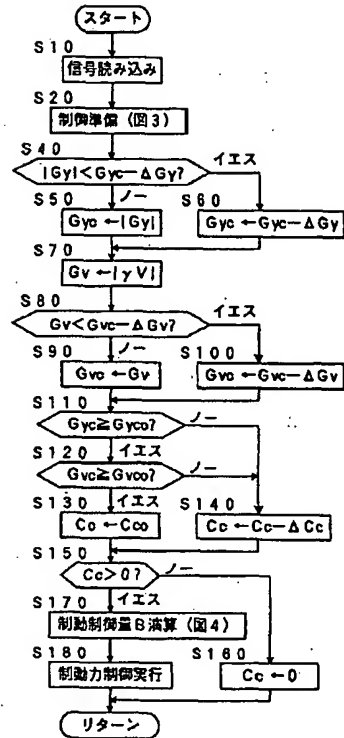 スタート
S10
信号読み込み
S20
制御準備(図3)
S40
|Gy|<Gyc−ΔGy?
イエス
S50
ノー
S60
Gyc←|Gy|
Gyc←Gyc−ΔGy
S70
Gv←|γV|
S80
Gv<Gvc−ΔGv?
イエス
S90
ノー
S100
Gvc←Gv
Gvc←Gvc−ΔGv
S110
Gyc≧Gyco?
ノー
S120
イエス
Gvc≧Gvco?
ノー
S130
イエス
S140
Cc←Cco
Cc←Cc−ΔCc
S150
Cc>0?
ノー
S170
イエス
制動制御量B演算(図4)
S180
S160
制動力制御実行
Cc←0
リターン